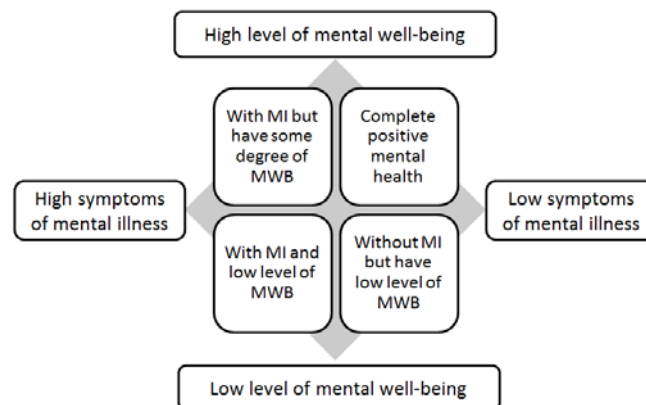 High level of mental well-being
With MI but
have some
degree of
MWB
Complete
positive
mental
health
High symptoms
of mental illness
Low symptoms
of mental illness
With MI and
low level of
MWB
Without MI
but have
low level of
MWB
Low level of mental well-being